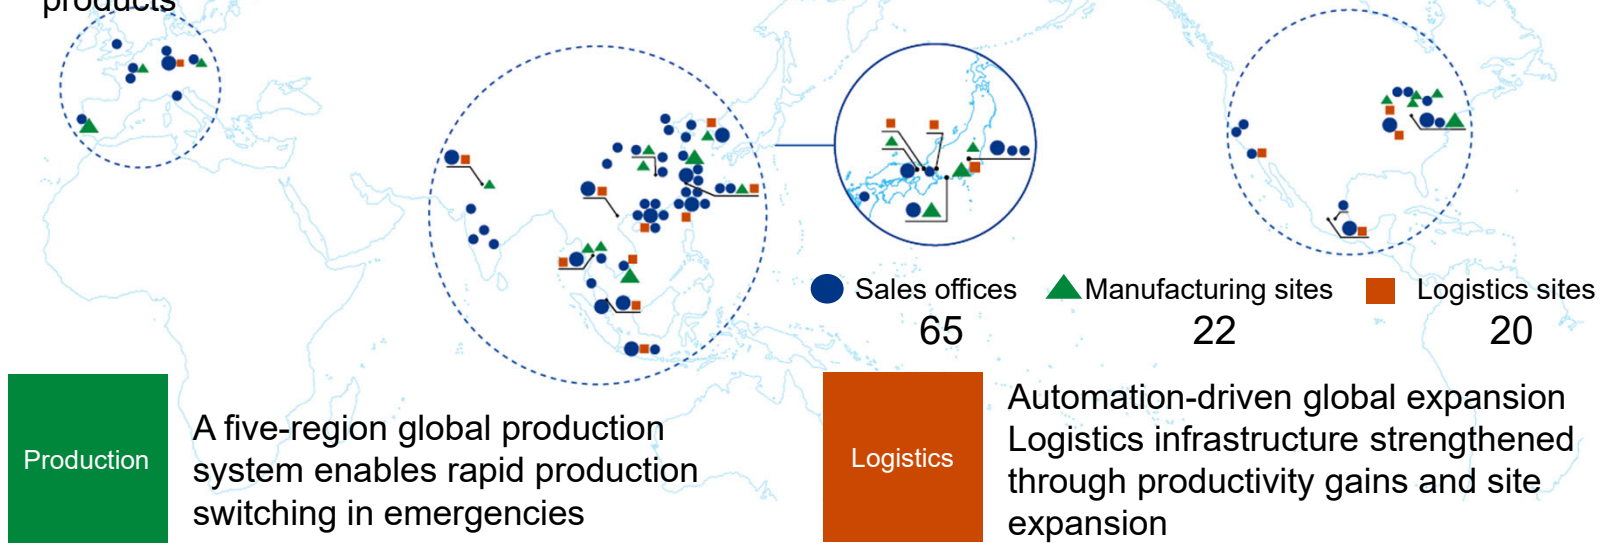 products
Sales offices
Manufacturing sites
Logistics sites
65
22
20
Production
A five-region global production
system enables rapid production
switching in emergencies
Logistics
Automation-driven global expansion
Logistics infrastructure strengthened
through productivity gains and site
expansion